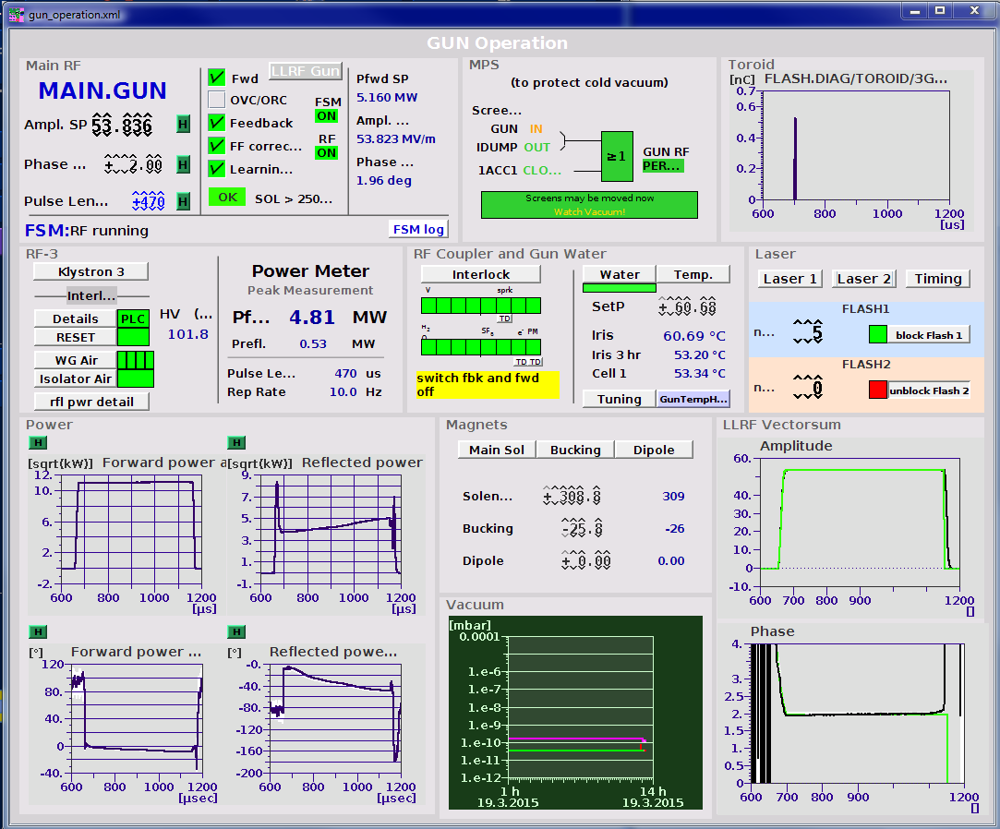 gun_operation.xml
GUN Operation
Main RF
MAIN.GUN
Ampl. SP 53.836 H
Phase ... + 2.00 H
Pulse Len... +470 H
Fwd LLRF Gun
OVC/ORC FSM
Feedback ON
FF correc... RF
Learnin... ON
OK SOL > 250...
Pfwd SP
5.160 MW
Ampl. ...
53.823 MV/m
Phase ...
1.96 deg
FSM:RF running FSM log
MPS
(to protect cold vacuum)
Scree...
GUN IN
IDUMP OUT
1ACC1 CLO...
≥1
GUN RF
PER...
Screens may be moved now
Watch Vacuum!
Toroid
[nC] FLASH.DIAG/TOROID/3G...
0.7
0.6
0.4
0.2
0
600 800 1000 1200
[us]
RF-3
Klystron 3
Interl...
Details PLC
RESET
WG Air
Isolator Air
rfl pwr detail
HV (...
101.8
Power Meter
Peak Measurement
Pf... 4.81 MW
Prefl. 0.53 MW
Pulse Le... 470 us
Rep Rate 10.0 Hz
RF Coupler and Gun Water
Interlock
V sprk
TD
H2 SF6 e- PM
O
TD TD
switch fbk and fwd
off
Water Temp.
SetP + 60.68
Iris 60.69 °C
Iris 3 hr 53.20 °C
Cell 1 53.34 °C
Tuning GunTempH...
Laser
Laser 1 Laser 2 Timing
FLASH1
n... 5 block Flash 1
FLASH2
n... 0 unblock Flash 2
Power
H
[sqrt(kW)] Forward power a
12.
10.
6.
2.
-2.
600 800 1000 1200
[µs]
H
[sqrt(kW)] Reflected power
9.
7.
5.
3.
1.
-1.
600 800 1000 1200
[µs]
H
[°] Forward power ...
120
80.
40.
0
-40.
600 800 1000 1200
[µsec]
H
[°] Reflected powe...
-0.
-40.
-80.
-120
-160
-200
600 800 1000 1200
[µsec]
Magnets
Main Sol Bucking Dipole
Solen... + 308.8 309
Bucking -25.8 -26
Dipole + 0.00 0.00
Vacuum
[mbar]
0.0001
1.e-6
1.e-7
1.e-8
1.e-9
1.e-10
1.e-11
1.e-12
1 h 14 h
19.3.2015 19.3.2015
LLRF Vectorsum
Amplitude
60.
40.
30.
20.
10.
0
-10.
600 700 800 900 1200
[]
Phase
4.
3.
2.5
2.
1.5
1.
0.5
0
600 700 800 900 1200
[]